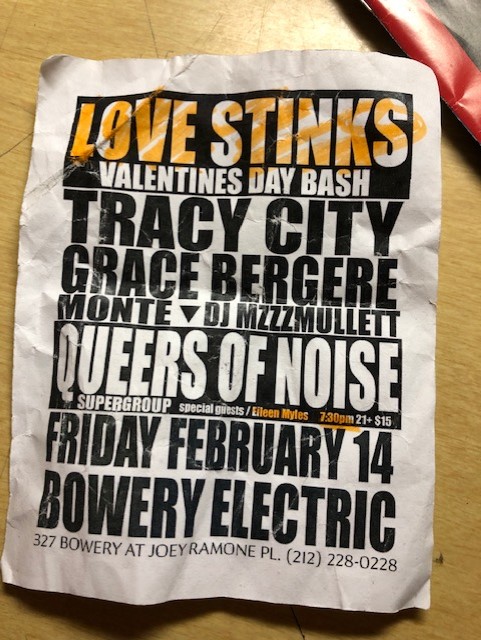 LOVE STINKS
VALENTINES DAY BASH
TRACY CITY
GRACE BERGERE
MONTE ▼ DJ MZZZMULLETT
QUEERS OF NOISE
SUPERGROUP special guests / Eileen Myles 7:30pm 21+ $15
FRIDAY FEBRUARY 14
BOWERY ELECTRIC
327 BOWERY AT JOEY RAMONE PL. (212) 228-0228